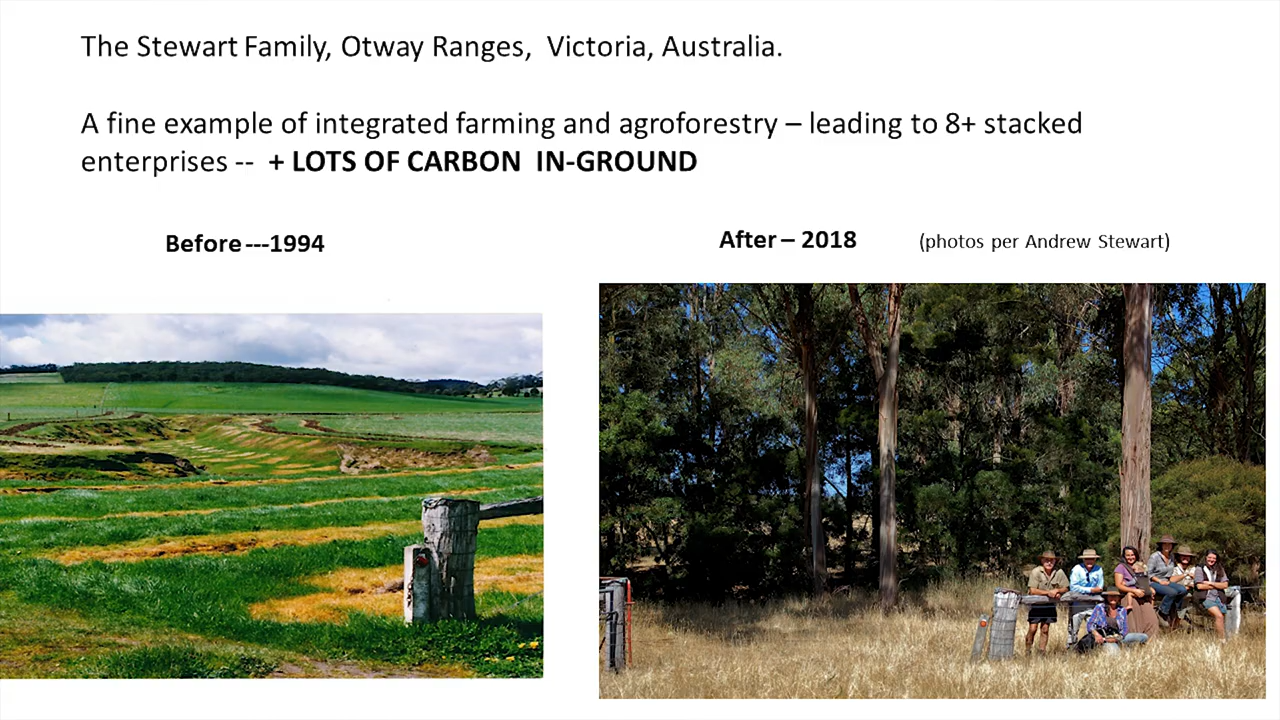 The Stewart Family, Otway Ranges,  Victoria, Australia.
A fine example of integrated farming and agroforestry – leading to 8+ stacked
enterprises --  + LOTS OF CARBON  IN-GROUND
Before ---1994
After – 2018
(photos per Andrew Stewart)